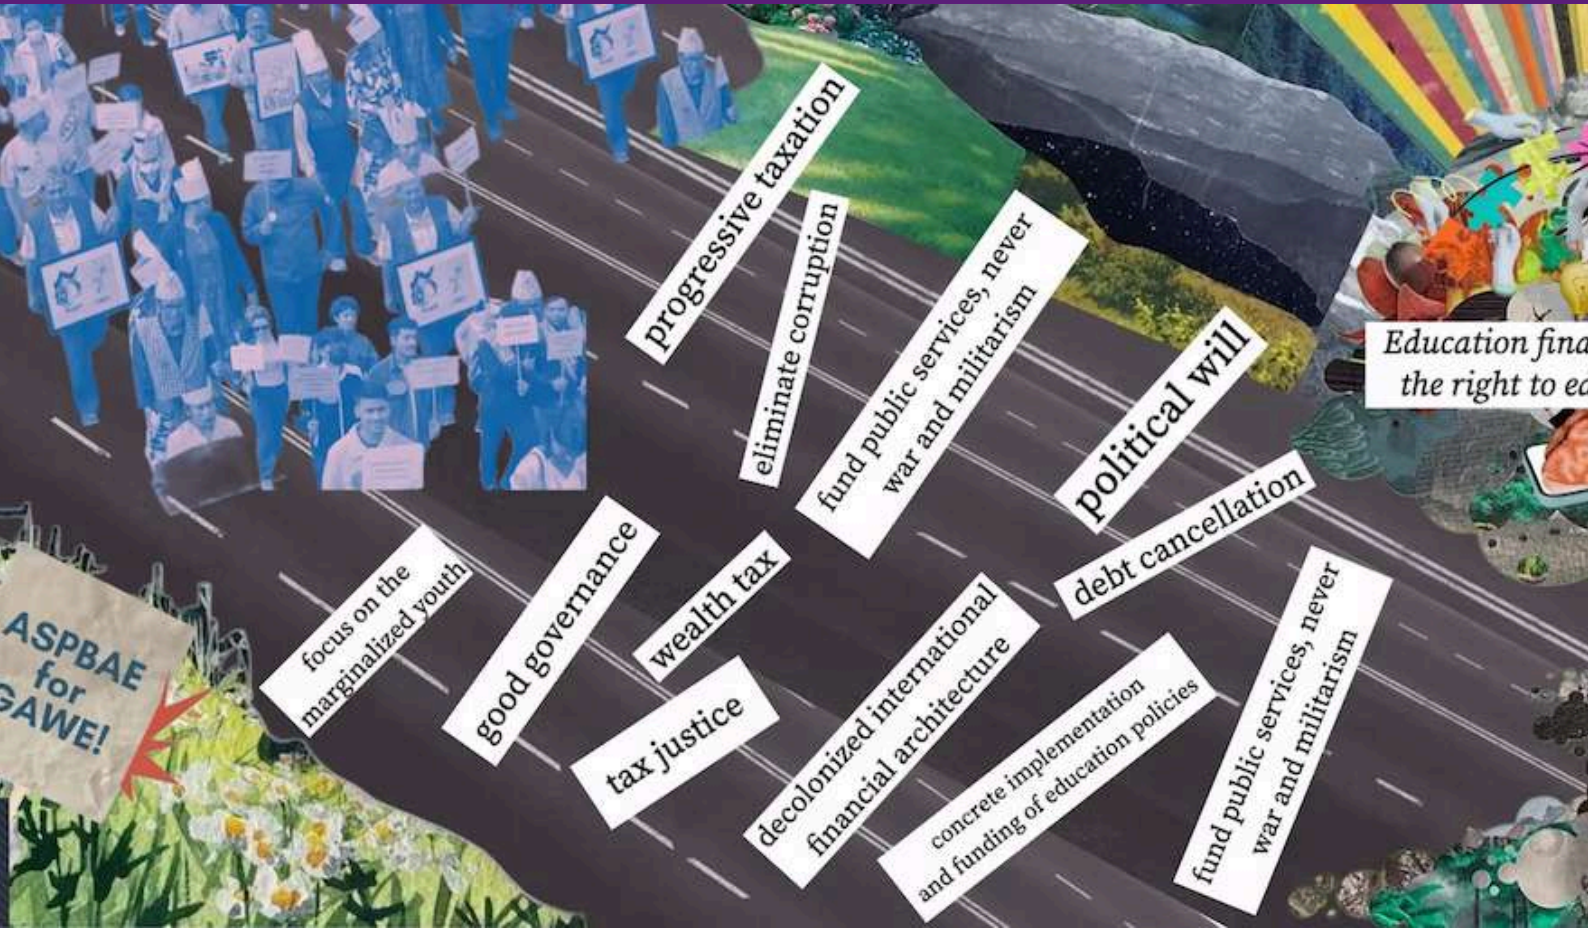 progressive taxation
eliminate corruption
fund public services, never
war and militarism
political will
Education fina
the right to ed
debt cancellation
focus on the
marginalized youth
good governance
wealth tax
tax justice
decolonized international
financial architecture
concrete implementation
and funding of education policies
fund public services, never
war and militarism
ASPBAE
for
GAWE!